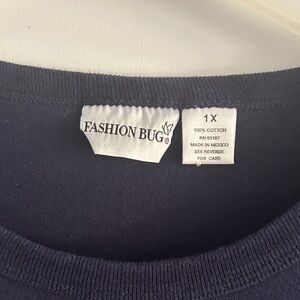 FASHION BUG®
1X
100% COTTON
RN 93187
MADE IN MEXICO
SEE REVERSE
FOR CARE